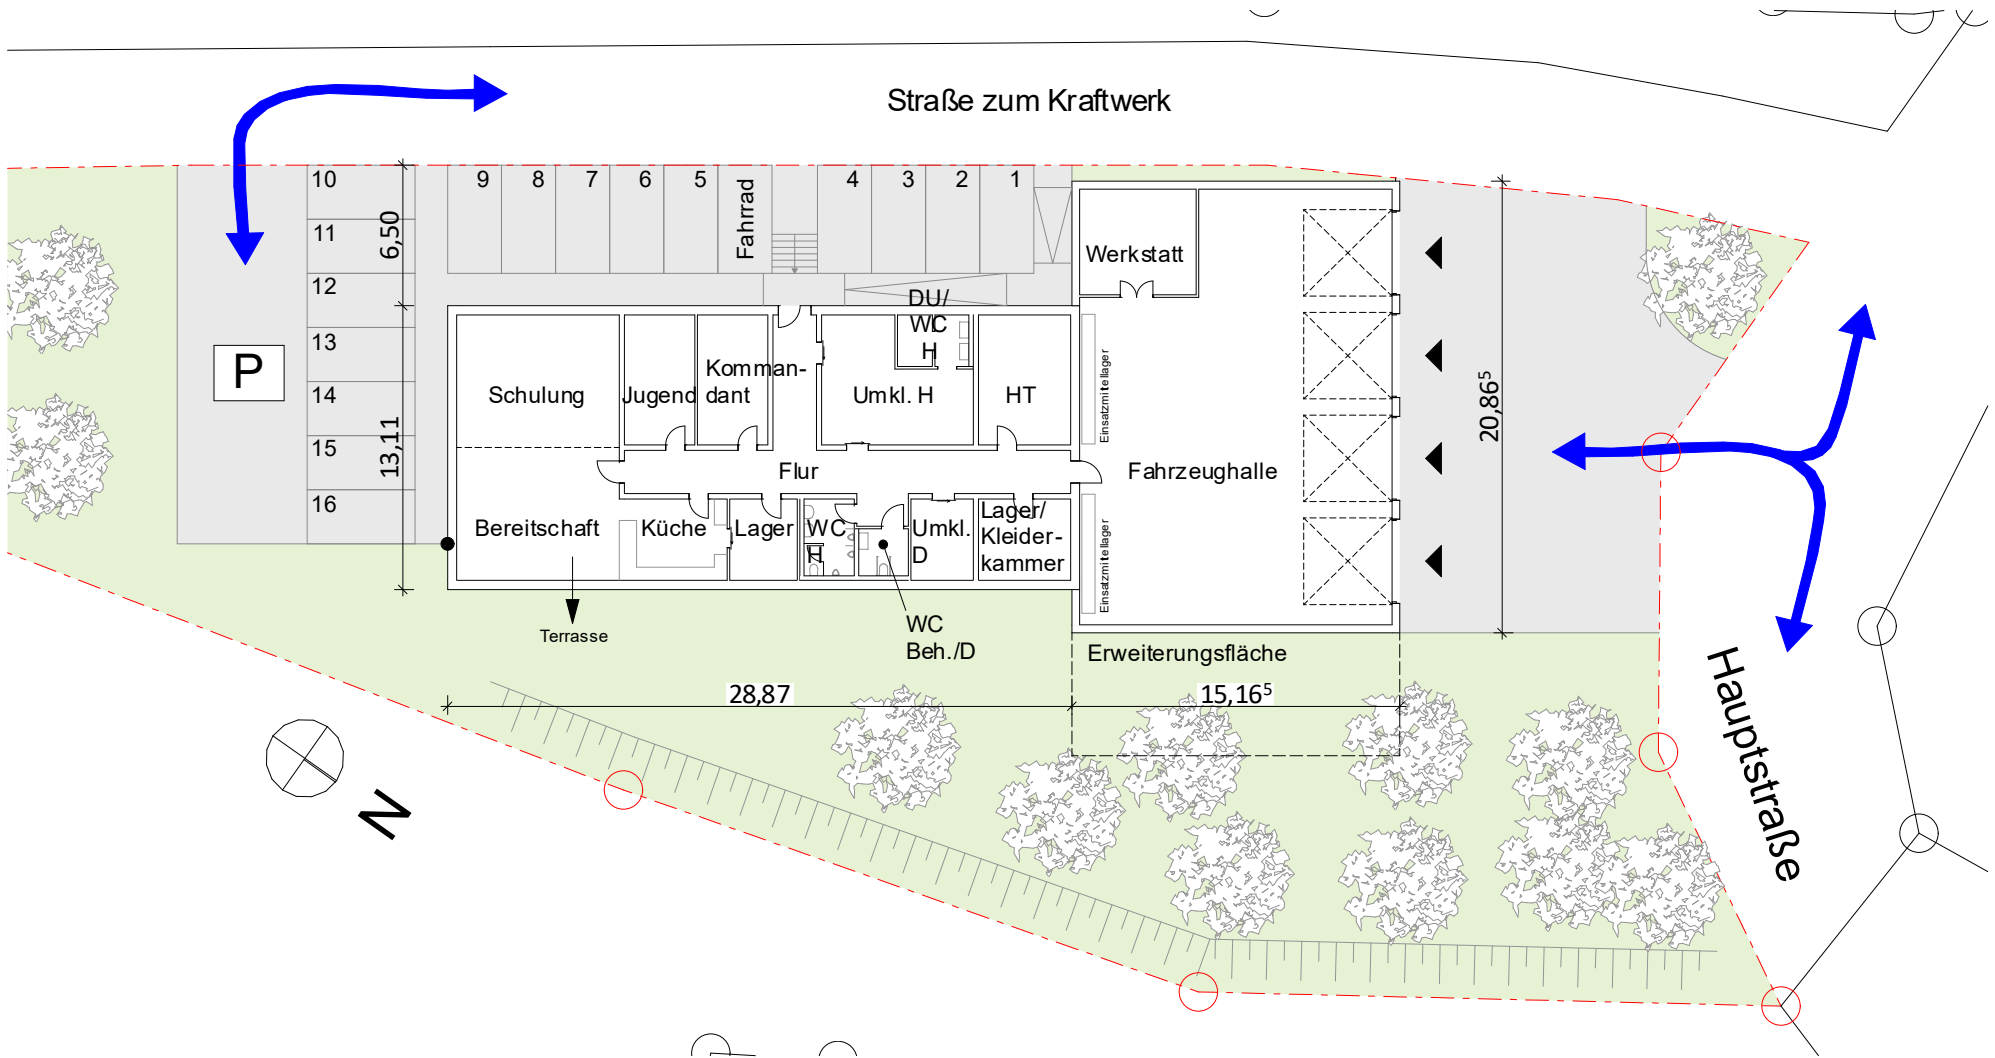 Straße zum Kraftwerk
10
9
8
7
6
5
Fahrrad
4
3
2
1
11
12
13
14
15
16
6,50
13,11
P
Werkstatt
DU/
WC
H
Schulung
Jugend
Komman-
dant
Umkl. H
HT
Einsatzmittellager
20,86⁵
Flur
Fahrzeughalle
Bereitschaft
Küche
Lager
WC
H
Umkl.
D
Lager/
Kleider-
kammer
Einsatzmittellager
Terrasse
WC
Beh./D
Erweiterungsfläche
28,87
15,16⁵
Hauptstraße
N